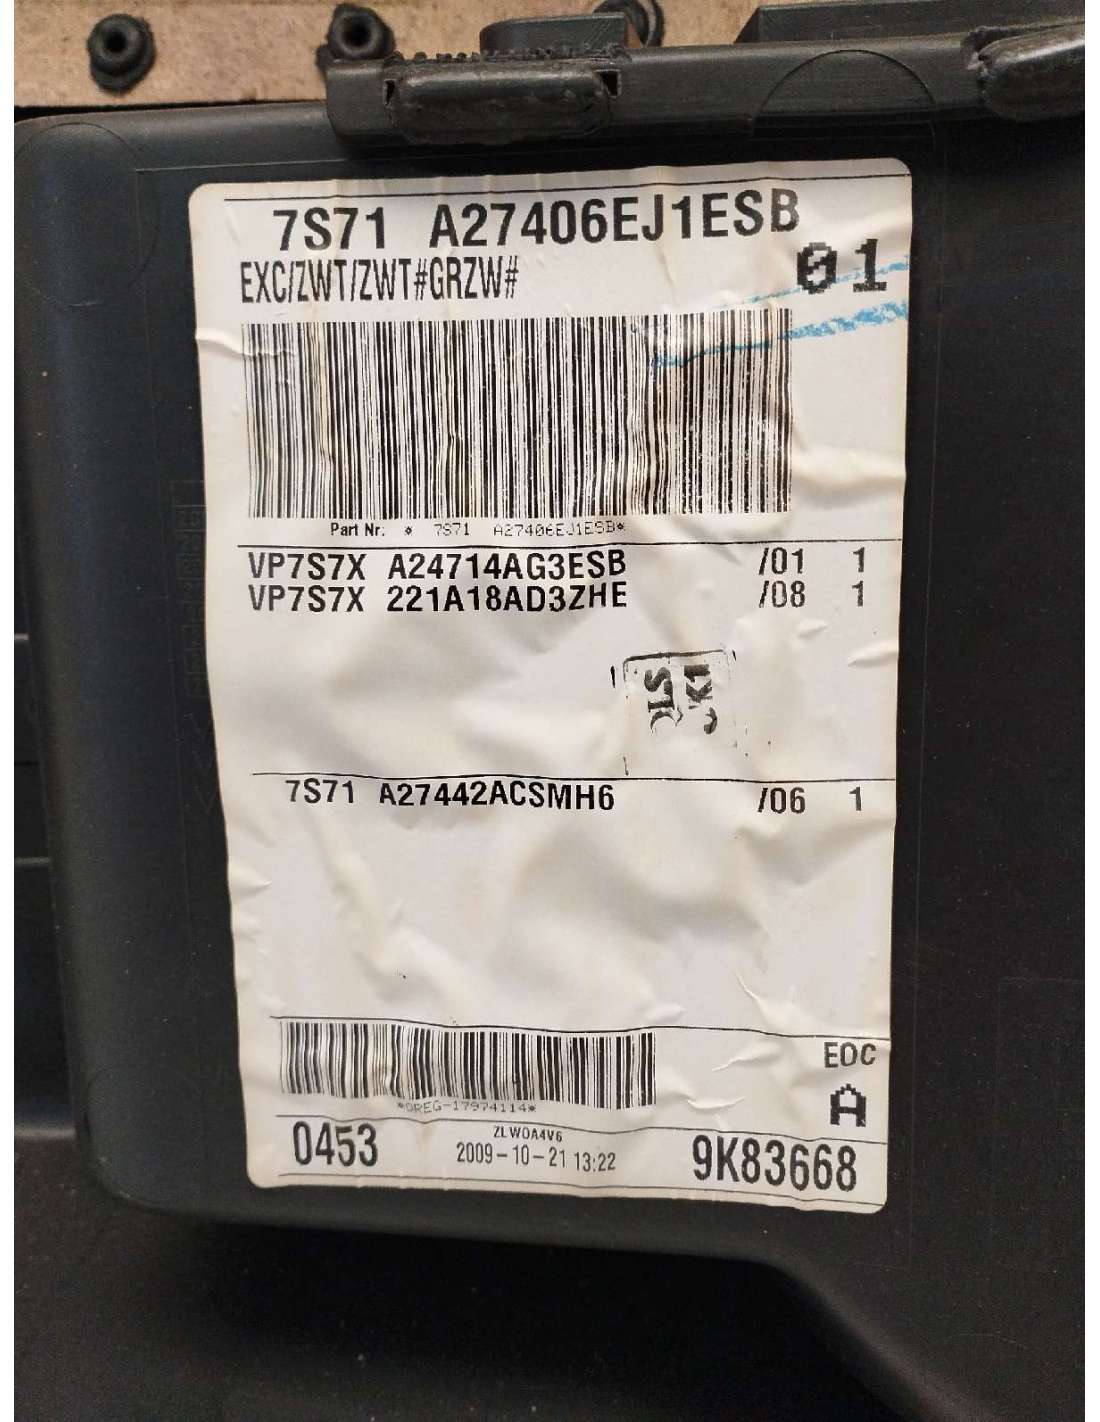 7S71 A27406EJ1ESB
EXC/ZWT/ZWT#GRZW#
01
Part Nr: * 7S71 A27406EJ1ESB*
VP7S7X A24714AG3ESB /01 1
VP7S7X 221A18AD3ZHE /08 1
7S71 A27442ACSMH6 /06 1
EOC
A
*OREG-17974114*
0453
ZLWOA4V6
2009-10-21 13:22
9K83668